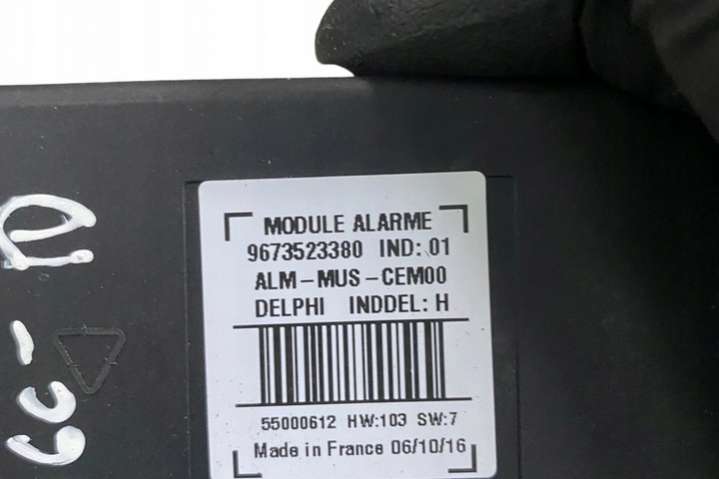 MODULE ALARME
9673523380 IND: 01
ALM-MUS-CEM00
DELPHI INDDEL: H
55000612 HW:103 SW:7
Made in France 06/10/16